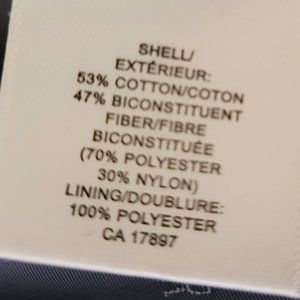 SHELL/
EXTÉRIEUR:
53% COTTON/COTON
47% BICONSTITUENT
FIBER/FIBRE
BICONSTITUÉE
(70% POLYESTER
30% NYLON)
LINING/DOUBLURE:
100% POLYESTER
CA 17897